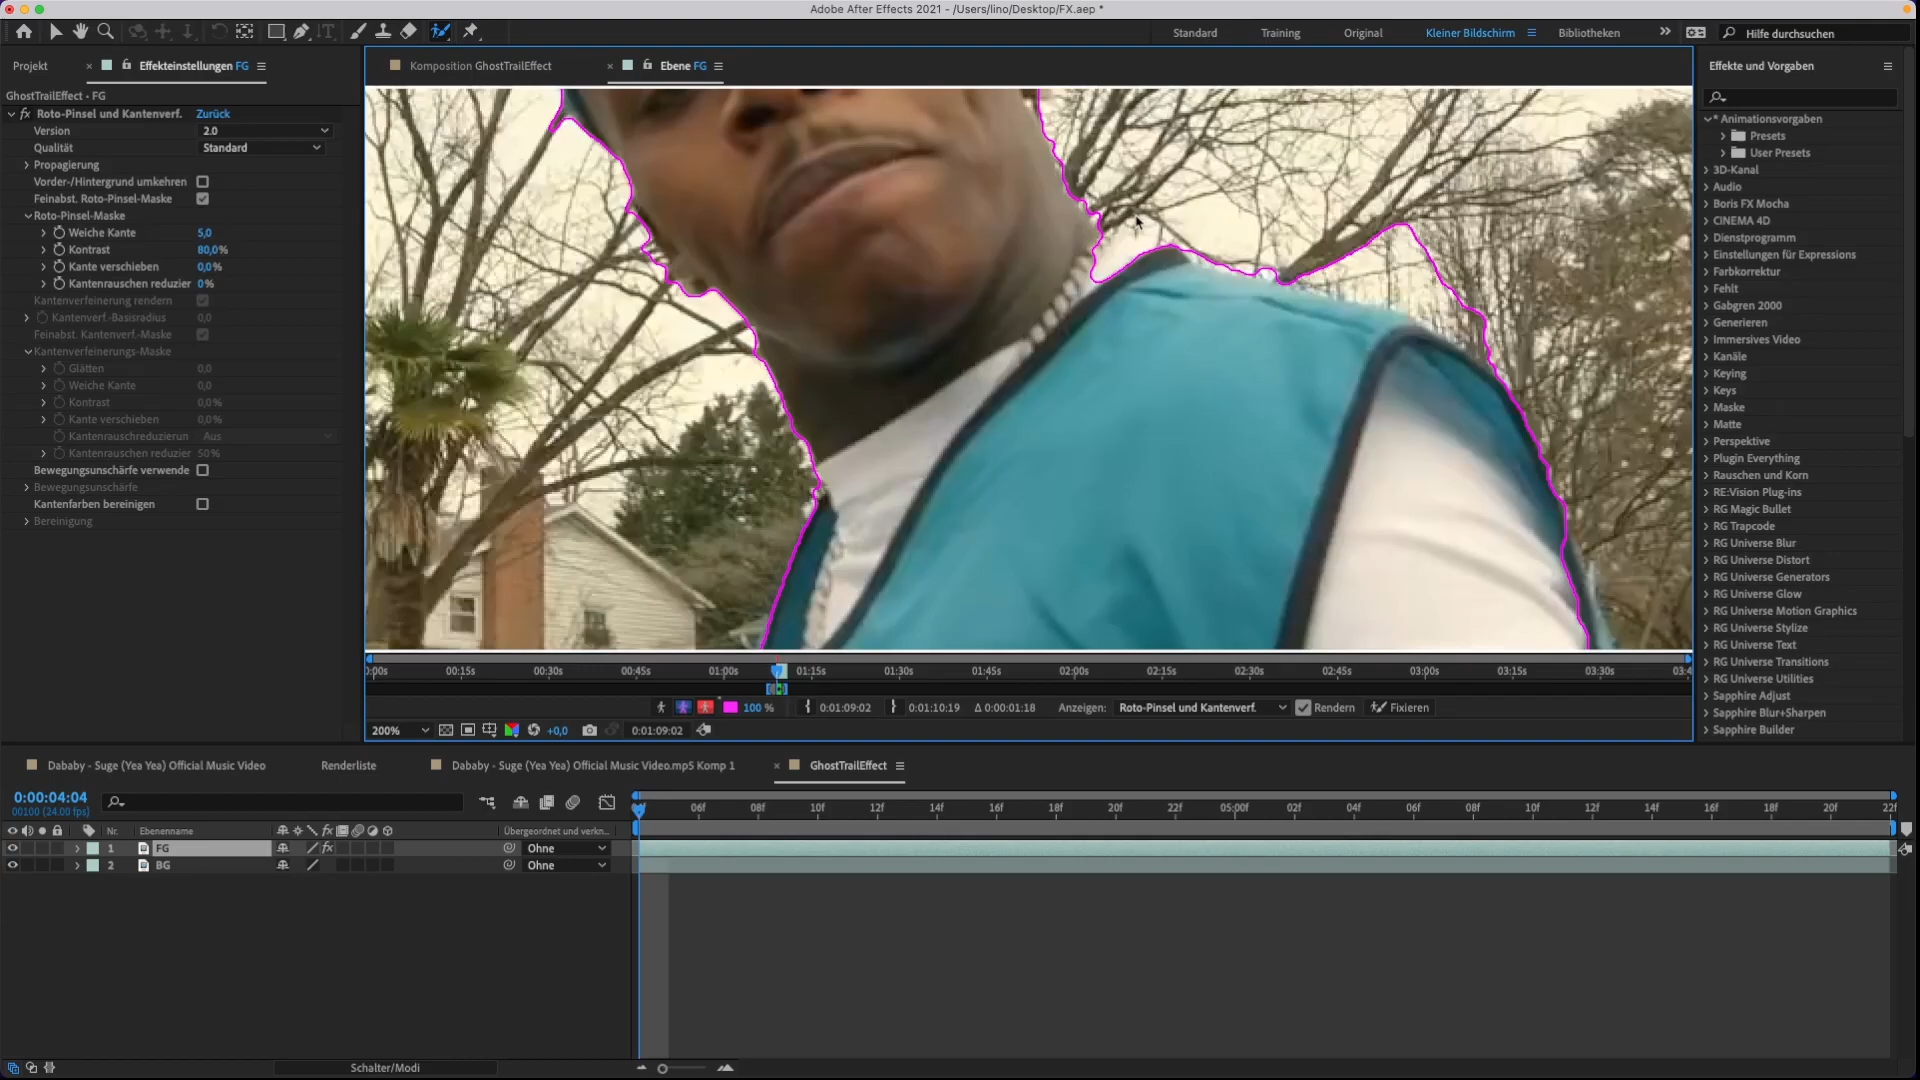 Adobe After Effects 2021 - /Users/lino/Desktop/FX.aep *
Standard
Training
Original
Kleiner Bildschirm
Bibliotheken
Hilfe durchsuchen
Projekt
Effekteinstellungen FG
Komposition GhostTrailEffect
Ebene FG
Effekte und Vorgaben
GhostTrailEffect • FG
fx Roto-Pinsel und Kantenverf. Zurück
Version 2.0
Qualität Standard
Propagierung
Vorder-/Hintergrund umkehren
Feinabst. Roto-Pinsel-Maske
Roto-Pinsel-Maske
Weiche Kante 5,0
Kontrast 80,0%
Kante verschieben 0,0%
Kantenrauschen reduzier 0%
Kantenverfeinerung rendern
Kantenverf.-Basisradius 0,0
Feinabst. Kantenverf.-Maske
Kantenverfeinerungs-Maske
Glätten 0,0
Weiche Kante 0,0
Kontrast 0,0%
Kante verschieben 0,0%
Kantenrauschreduzierun Aus
Kantenrauschen reduzier 50%
Bewegungsunschärfe verwende
Bewegungsunschärfe
Kantenfarben bereinigen
Bereinigung
* Animationsvorgaben
Presets
User Presets
3D-Kanal
Audio
Boris FX Mocha
CINEMA 4D
Dienstprogramm
Einstellungen für Expressions
Farbkorrektur
Fehlt
Gabgren 2000
Generieren
Immersives Video
Kanäle
Keying
Keys
Maske
Matte
Perspektive
Plugin Everything
Rauschen und Korn
RE:Vision Plug-ins
RG Magic Bullet
RG Trapcode
RG Universe Blur
RG Universe Distort
RG Universe Generators
RG Universe Glow
RG Universe Motion Graphics
RG Universe Stylize
RG Universe Text
RG Universe Transitions
RG Universe Utilities
Sapphire Adjust
Sapphire Blur+Sharpen
Sapphire Builder
:00s 00:15s 00:30s 00:45s 01:00s 01:15s 01:30s 01:45s 02:00s 02:15s 02:30s 02:45s 03:00s 03:15s 03:30s 03:4
100 % 0:01:09:02 0:01:10:19 Δ 0:00:01:18 Anzeigen: Roto-Pinsel und Kantenverf. Rendern Fixieren
200% +0,0 0:01:09:02
Dababy - Suge (Yea Yea) Official Music Video
Renderliste
Dababy - Suge (Yea Yea) Official Music Video.mp5 Komp 1
GhostTrailEffect
0:00:04:04
00100 (24.00 fps)
06f 08f 10f 12f 14f 16f 18f 20f 22f 05:00f 02f 04f 06f 08f 10f 12f 14f 16f 18f 20f 22f
Nr. Ebenenname fx Übergeordnet und verkn...
1 FG fx Ohne
2 BG Ohne
Schalter/Modi